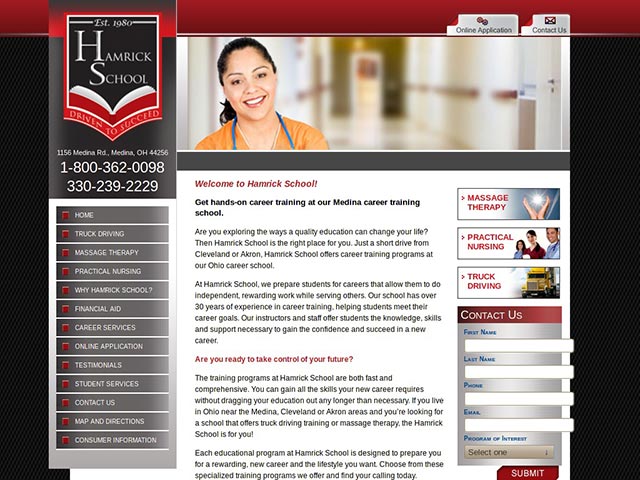 Est. 1980
HAMRICK
SCHOOL
DRIVEN TO SUCCEED
1156 Medina Rd., Medina, OH 44256
1-800-362-0098
330-239-2229
HOME
TRUCK DRIVING
MASSAGE THERAPY
PRACTICAL NURSING
WHY HAMRICK SCHOOL?
FINANCIAL AID
CAREER SERVICES
ONLINE APPLICATION
TESTIMONIALS
STUDENT SERVICES
CONTACT US
MAP AND DIRECTIONS
CONSUMER INFORMATION
Online Application
Contact Us
Welcome to Hamrick School!
Get hands-on career training at our Medina career training
school.
Are you exploring the ways a quality education can change your life?
Then Hamrick School is the right place for you. Just a short drive from
Cleveland or Akron, Hamrick School offers career training programs at
our Ohio career school.
At Hamrick School, we prepare students for careers that allow them to do
independent, rewarding work while serving others. Our school has over
30 years of experience in career training, helping students meet their
career goals. Our instructors and staff offer students the knowledge, skills
and support necessary to gain the confidence and succeed in a new
career.
Are you ready to take control of your future?
The training programs at Hamrick School are both fast and
comprehensive. You can gain all the skills your new career requires
without dragging your education out any longer than necessary. If you live
in Ohio near the Medina, Cleveland or Akron areas and you're looking for
a school that offers truck driving training or massage therapy, the Hamrick
School is for you!
Each educational program at Hamrick School is designed to prepare you
for a rewarding, new career and the lifestyle you want. Choose from these
specialized training programs we offer and find your calling today.
MASSAGE
THERAPY
PRACTICAL
NURSING
TRUCK
DRIVING
CONTACT US
FIRST NAME
LAST NAME
PHONE
EMAIL
PROGRAM OF INTEREST
Select one
SUBMIT